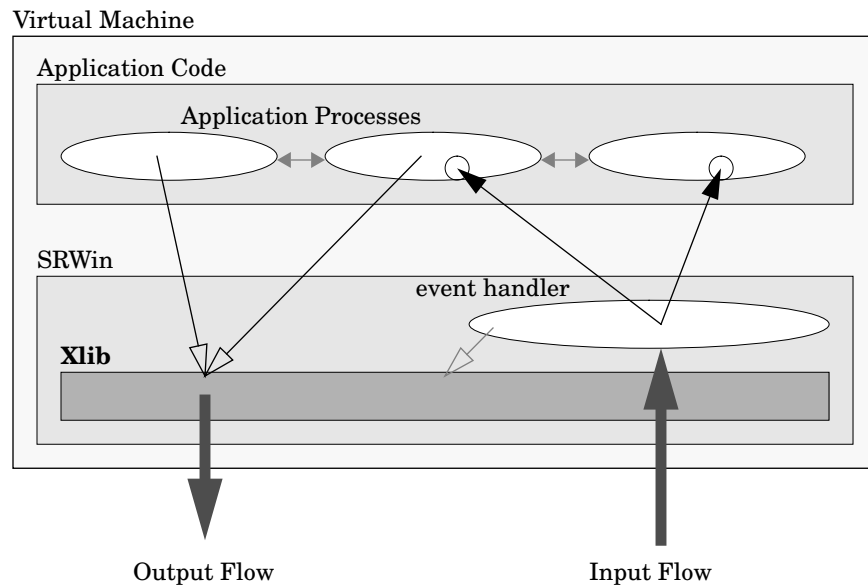 Virtual Machine
Application Code
Application Processes
SRWin
event handler
Xlib
Output Flow
Input Flow